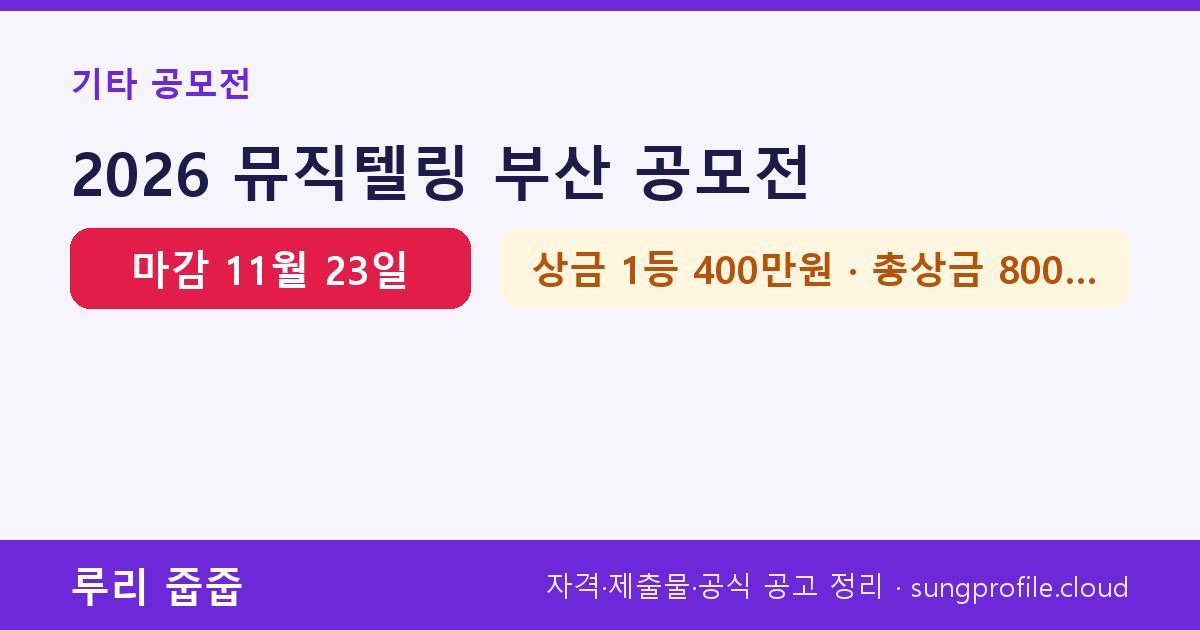 기타 공모전
2026 뮤직텔링 부산 공모전
마감 11월 23일
상금 1등 400만원 · 총상금 800...
루리 줍줍
자격·제출물·공식 공고 정리 · sungprofile.cloud